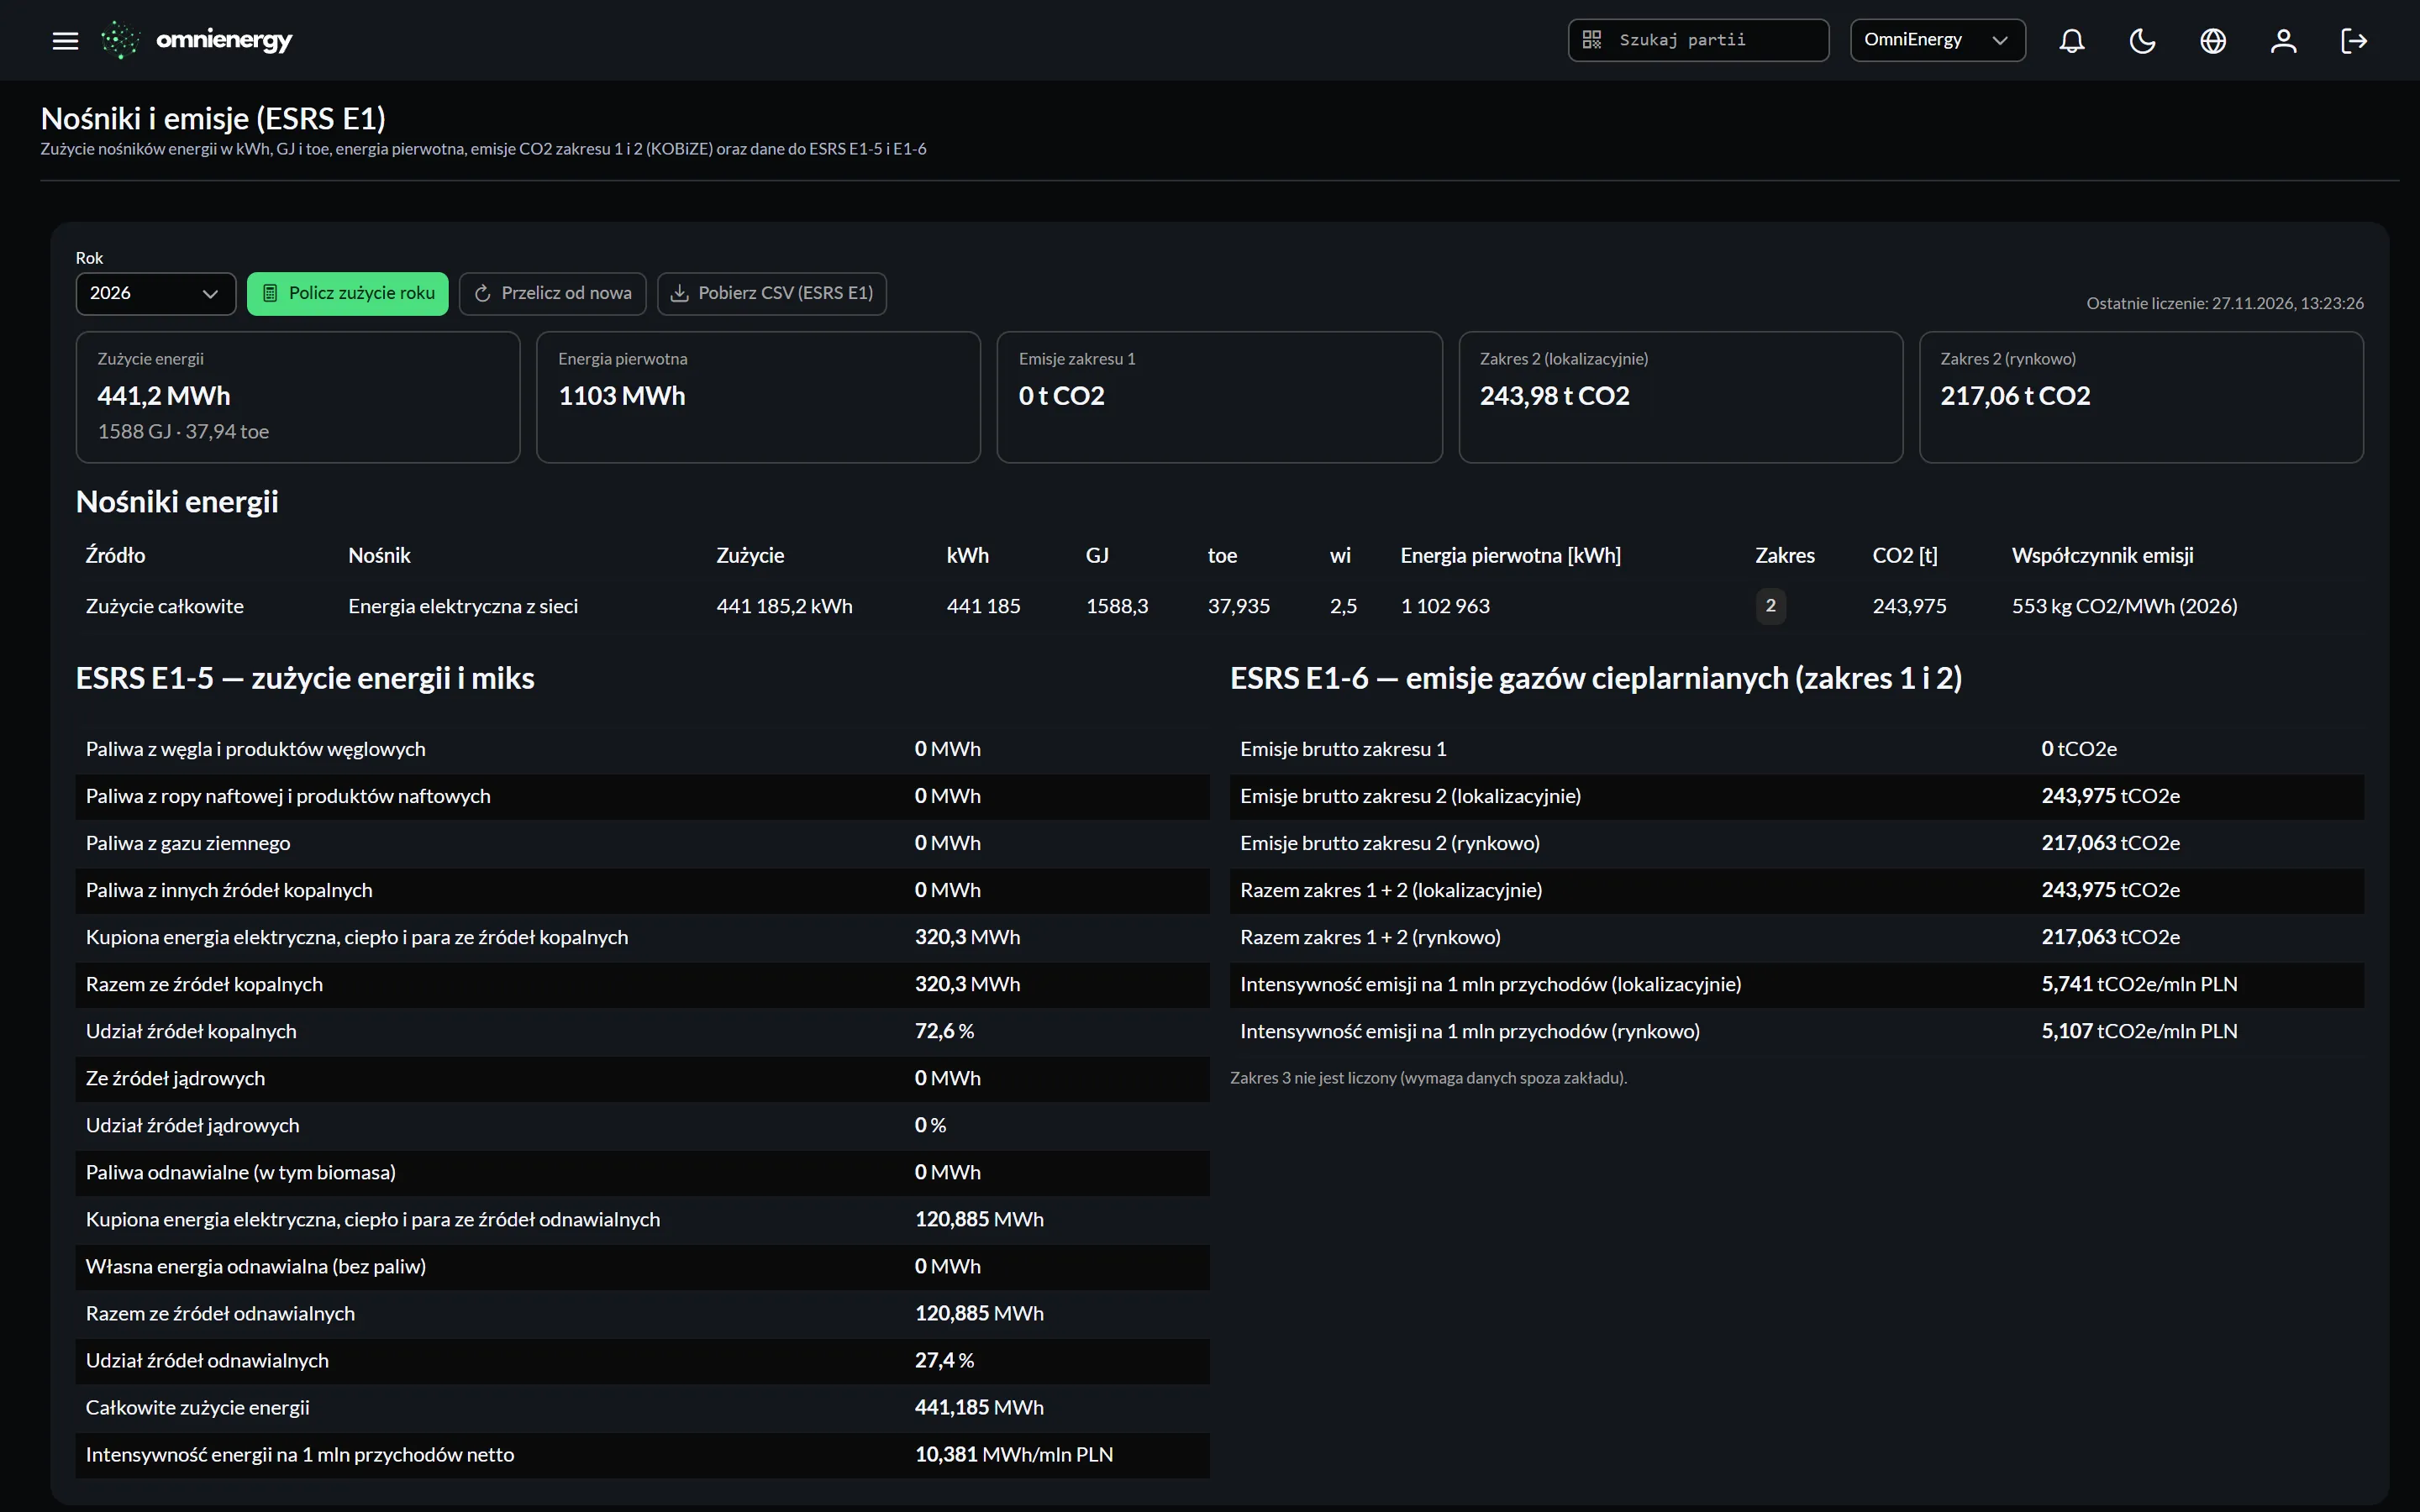 omnienergy
Szukaj partii
OmniEnergy
Nośniki i emisje (ESRS E1)
Zużycie nośników energii w kWh, GJ i toe, energia pierwotna, emisje CO2 zakresu 1 i 2 (KOBiZE) oraz dane do ESRS E1-5 i E1-6
Rok
2026
Policz zużycie roku
Przelicz od nowa
Pobierz CSV (ESRS E1)
Ostatnie liczenie: 27.11.2026, 13:23:26
Zużycie energii
441,2 MWh
1588 GJ · 37,94 toe
Energia pierwotna
1103 MWh
Emisje zakresu 1
0 t CO2
Zakres 2 (lokalizacyjnie)
243,98 t CO2
Zakres 2 (rynkowo)
217,06 t CO2
Nośniki energii
Źródło Nośnik Zużycie kWh GJ toe wi Energia pierwotna [kWh] Zakres CO2 [t] Współczynnik emisji
Zużycie całkowite Energia elektryczna z sieci 441 185,2 kWh 441 185 1588,3 37,935 2,5 1 102 963 2 243,975 553 kg CO2/MWh (2026)
ESRS E1-5 — zużycie energii i miks
Paliwa z węgla i produktów węglowych 0 MWh
Paliwa z ropy naftowej i produktów naftowych 0 MWh
Paliwa z gazu ziemnego 0 MWh
Paliwa z innych źródeł kopalnych 0 MWh
Kupiona energia elektryczna, ciepło i para ze źródeł kopalnych 320,3 MWh
Razem ze źródeł kopalnych 320,3 MWh
Udział źródeł kopalnych 72,6 %
Ze źródeł jądrowych 0 MWh
Udział źródeł jądrowych 0 %
Paliwa odnawialne (w tym biomasa) 0 MWh
Kupiona energia elektryczna, ciepło i para ze źródeł odnawialnych 120,885 MWh
Własna energia odnawialna (bez paliw) 0 MWh
Razem ze źródeł odnawialnych 120,885 MWh
Udział źródeł odnawialnych 27,4 %
Całkowite zużycie energii 441,185 MWh
Intensywność energii na 1 mln przychodów netto 10,381 MWh/mln PLN
ESRS E1-6 — emisje gazów cieplarnianych (zakres 1 i 2)
Emisje brutto zakresu 1 0 tCO2e
Emisje brutto zakresu 2 (lokalizacyjnie) 243,975 tCO2e
Emisje brutto zakresu 2 (rynkowo) 217,063 tCO2e
Razem zakres 1 + 2 (lokalizacyjnie) 243,975 tCO2e
Razem zakres 1 + 2 (rynkowo) 217,063 tCO2e
Intensywność emisji na 1 mln przychodów (lokalizacyjnie) 5,741 tCO2e/mln PLN
Intensywność emisji na 1 mln przychodów (rynkowo) 5,107 tCO2e/mln PLN
Zakres 3 nie jest liczony (wymaga danych spoza zakładu).